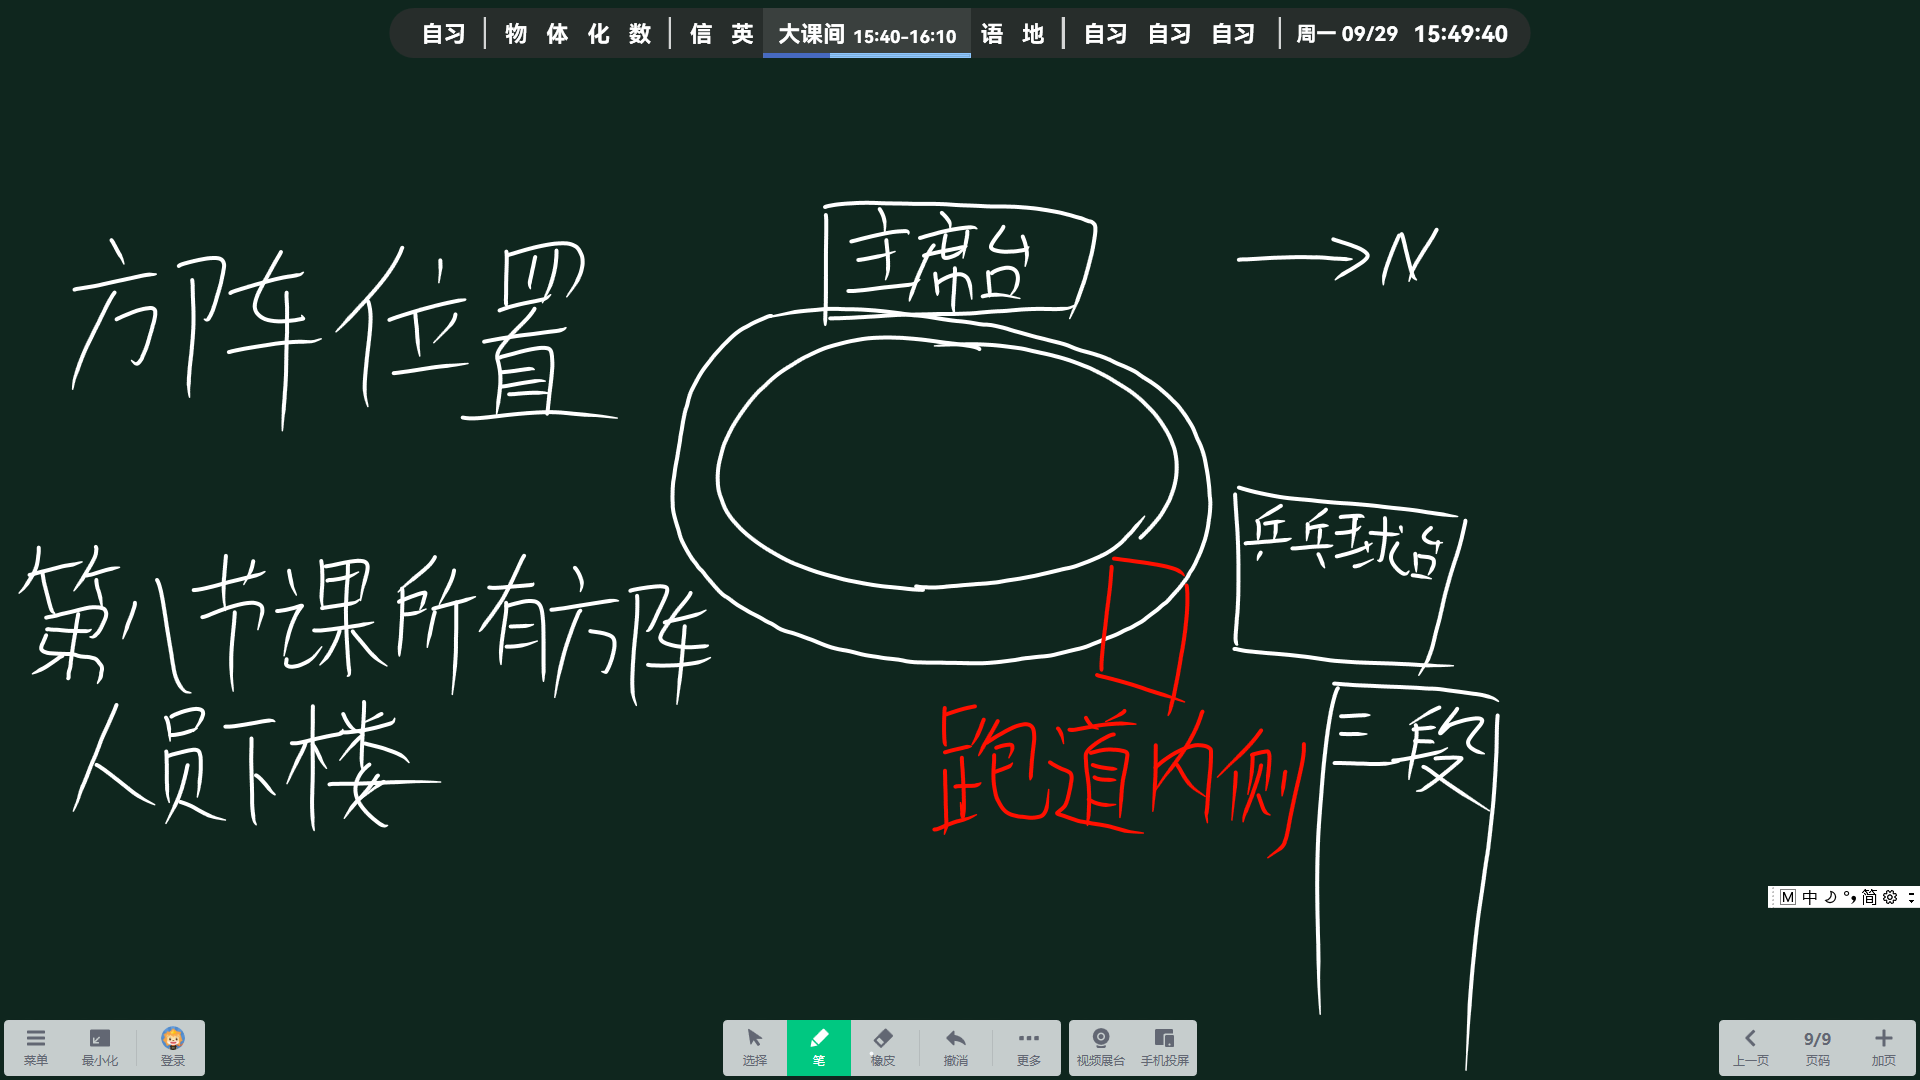 自习 | 物 体 化 数 | 信 英 大课间 15:40-16:10 语 地 | 自习 自习 自习 | 周一 09/29 15:49:40
主席台
N
方阵位置
乒乓球台
第八节课所有方阵
人员下楼
跑道内侧
三段
M 中 简
菜单 最小化 登录 选择 笔 橡皮 撤消 更多 视频展台 手机投屏 上一页 9/9 页码 加页